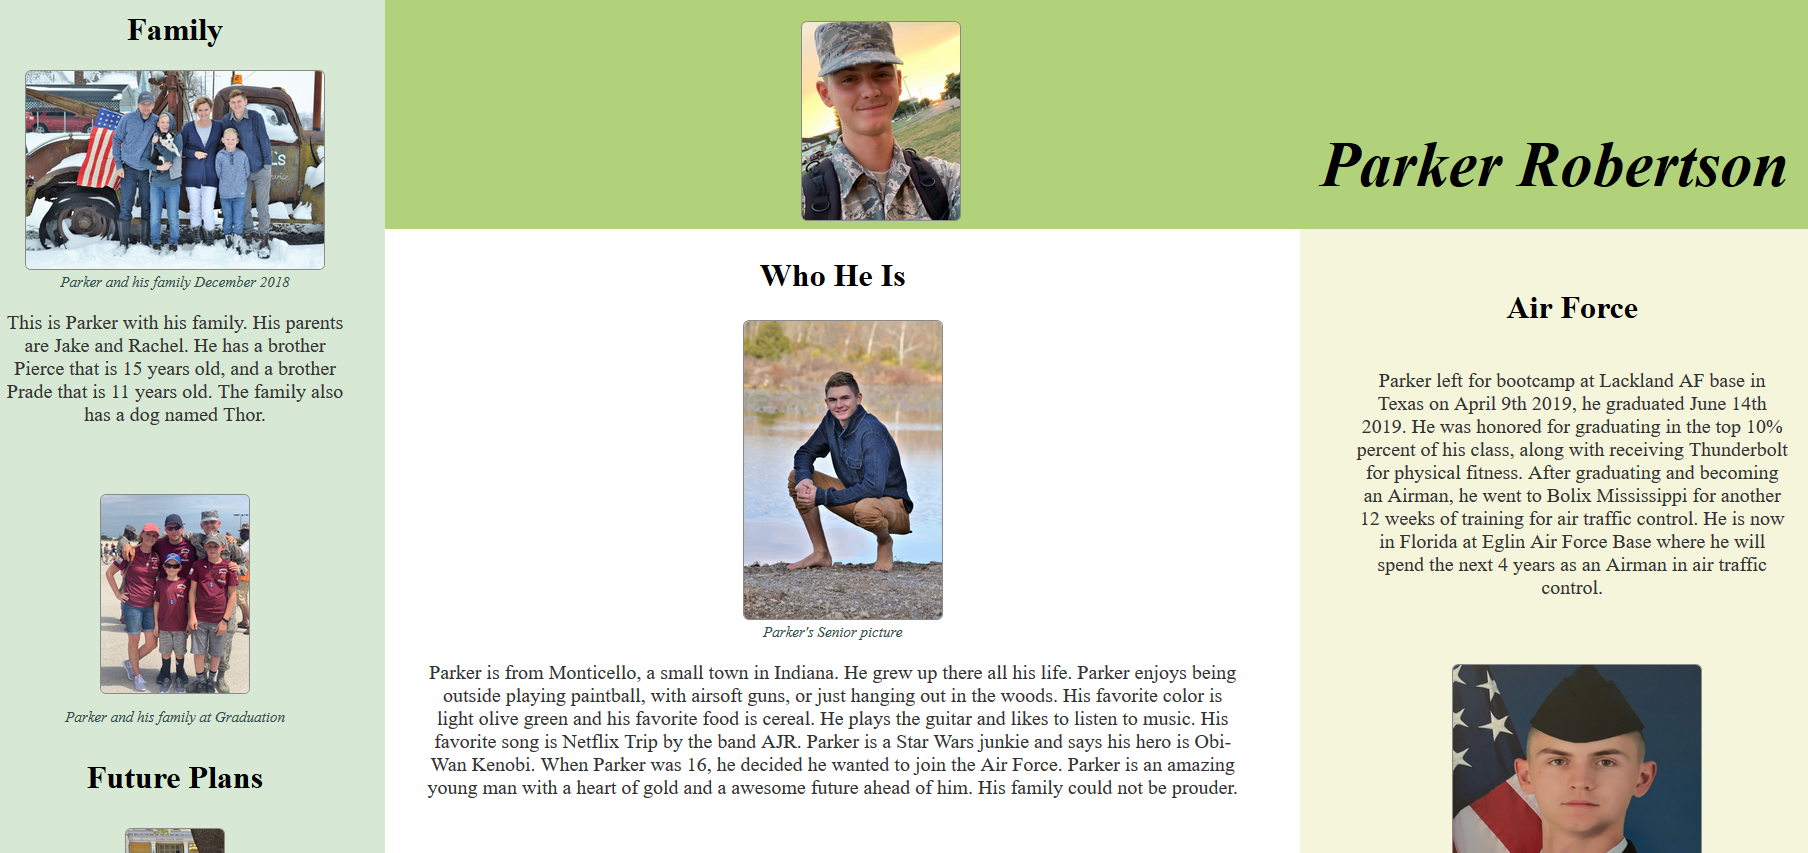 Family
Parker and his family December 2018
This is Parker with his family. His parents
are Jake and Rachel. He has a brother
Pierce that is 15 years old, and a brother
Prade that is 11 years old. The family also
has a dog named Thor.
Parker and his family at Graduation
Future Plans
Parker Robertson
Who He Is
Parker's Senior picture
Parker is from Monticello, a small town in Indiana. He grew up there all his life. Parker enjoys being
outside playing paintball, with airsoft guns, or just hanging out in the woods. His favorite color is
light olive green and his favorite food is cereal. He plays the guitar and likes to listen to music. His
favorite song is Netflix Trip by the band AJR. Parker is a Star Wars junkie and says his hero is Obi-
Wan Kenobi. When Parker was 16, he decided he wanted to join the Air Force. Parker is an amazing
young man with a heart of gold and a awesome future ahead of him. His family could not be prouder.
Air Force
Parker left for bootcamp at Lackland AF base in
Texas on April 9th 2019, he graduated June 14th
2019. He was honored for graduating in the top 10%
percent of his class, along with receiving Thunderbolt
for physical fitness. After graduating and becoming
an Airman, he went to Bolix Mississippi for another
12 weeks of training for air traffic control. He is now
in Florida at Eglin Air Force Base where he will
spend the next 4 years as an Airman in air traffic
control.